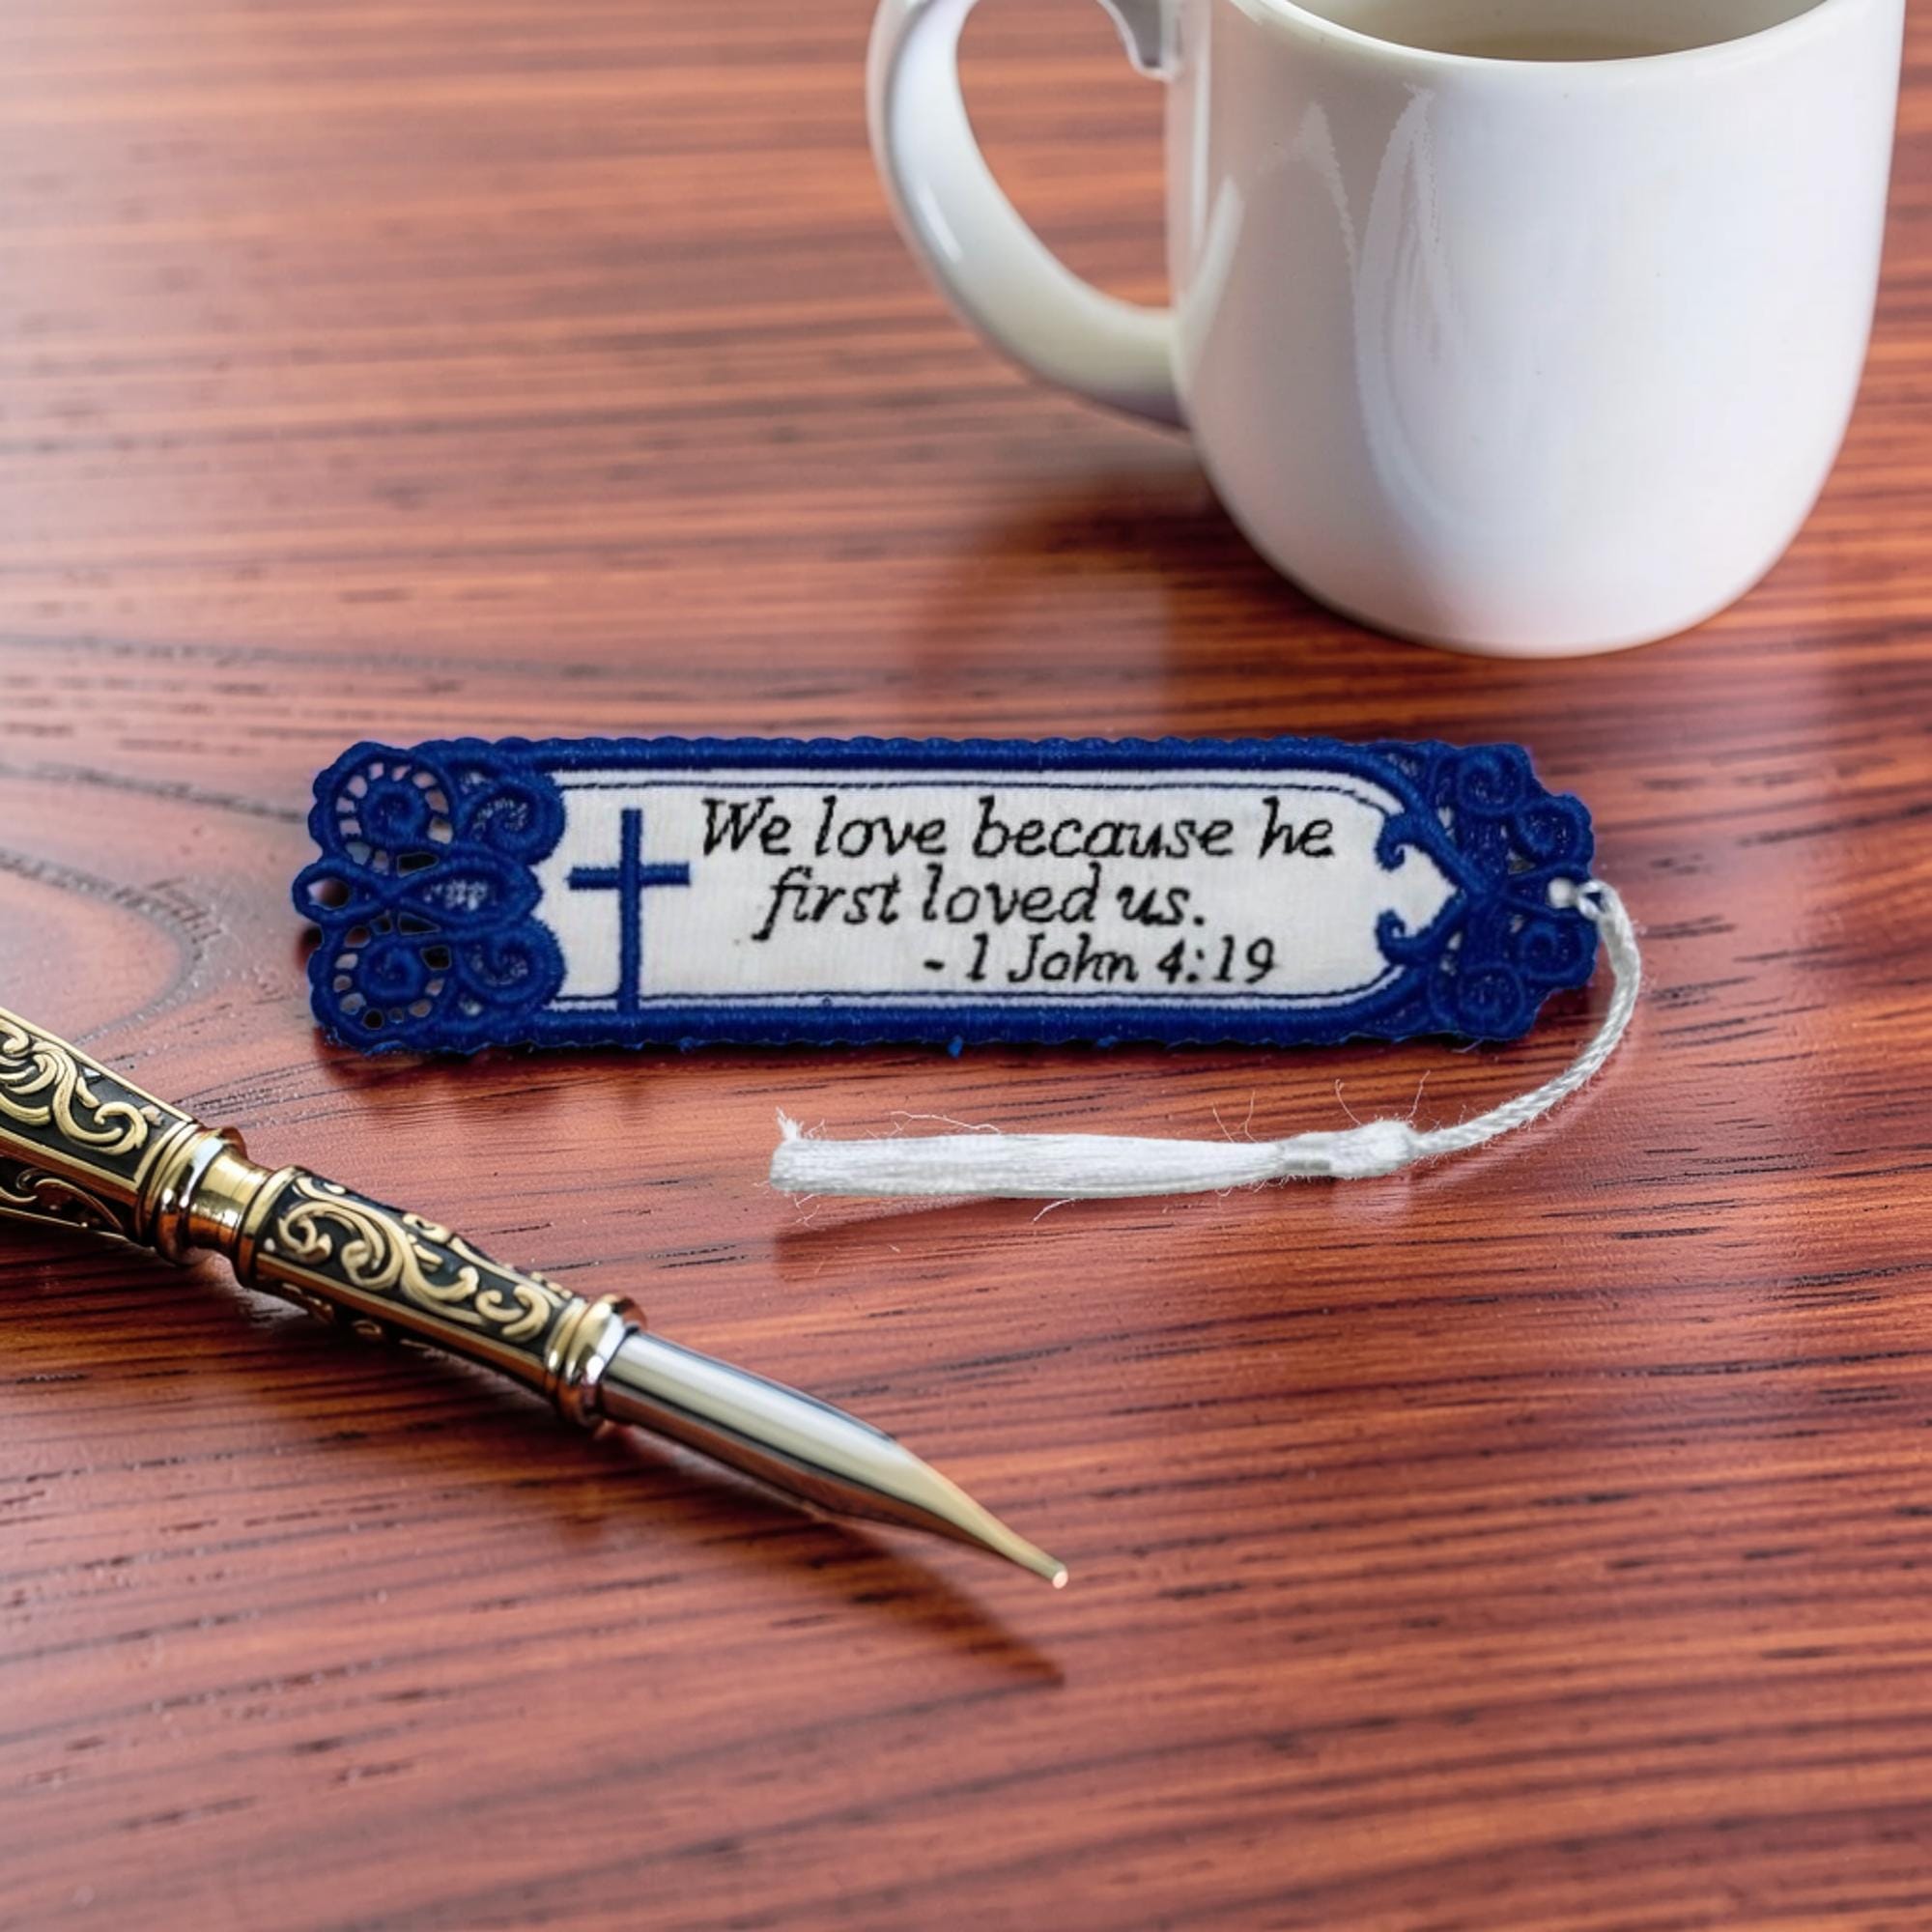 We love because he
first loved us.
- 1 John 4:19